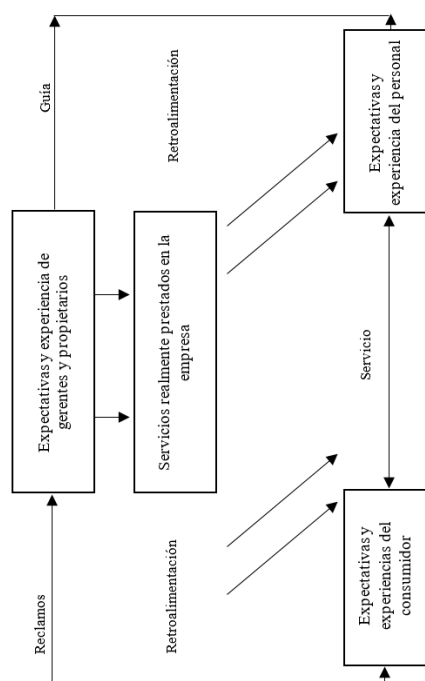 Reclamos
Expectativas y experiencia de
gerentes y propietarios
Guía
Retroalimentación
Servicios realmente prestados en la
empresa
Retroalimentación
Expectativas y
experiencias del
consumidor
Servicio
Expectativas y
experiencia del personal